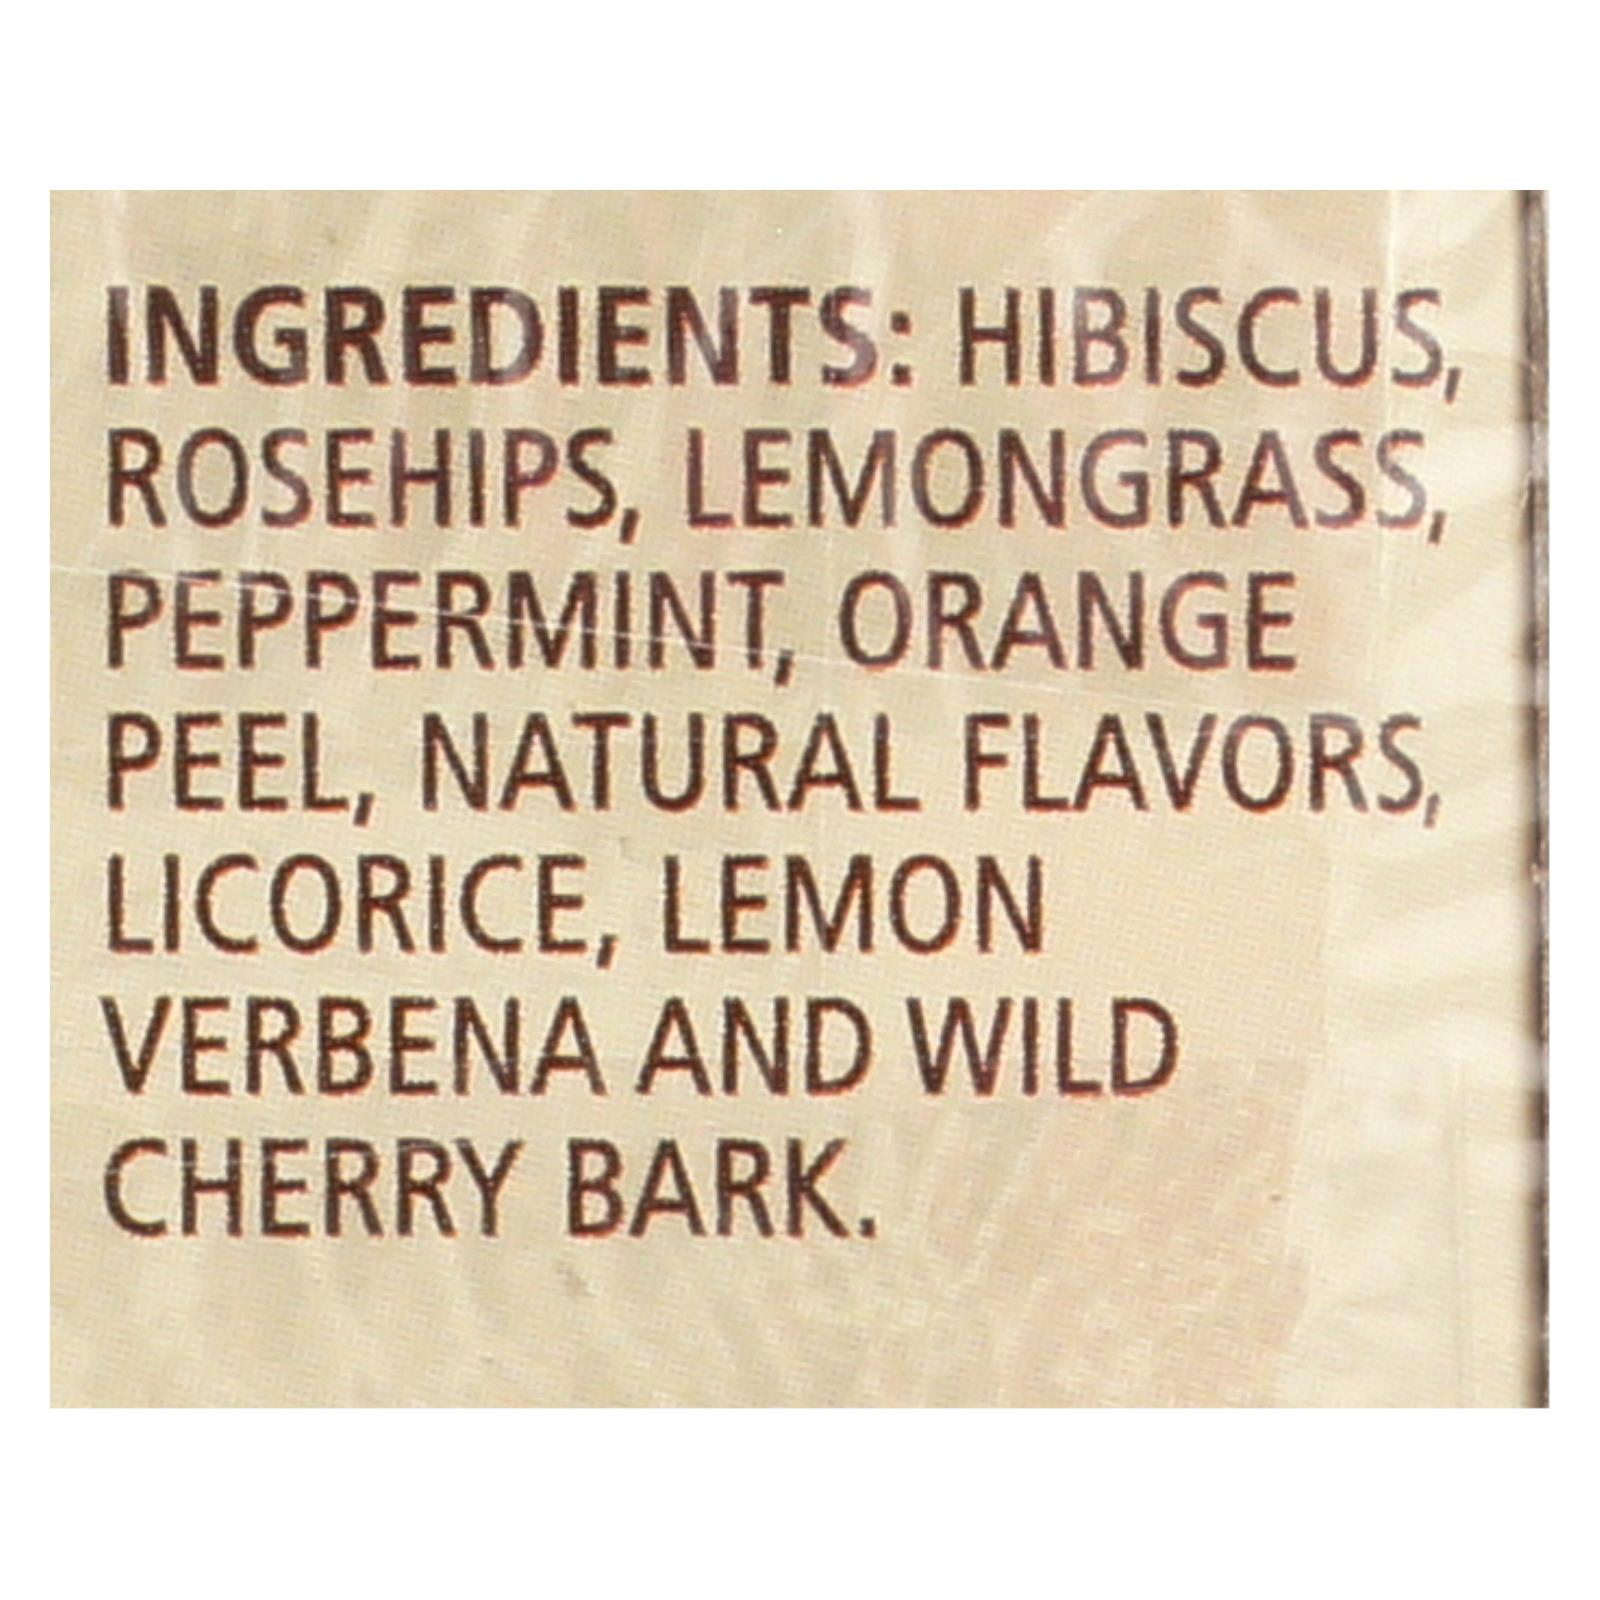 INGREDIENTS: HIBISCUS,
ROSEHIPS, LEMONGRASS,
PEPPERMINT, ORANGE
PEEL, NATURAL FLAVORS,
LICORICE, LEMON
VERBENA AND WILD
CHERRY BARK.